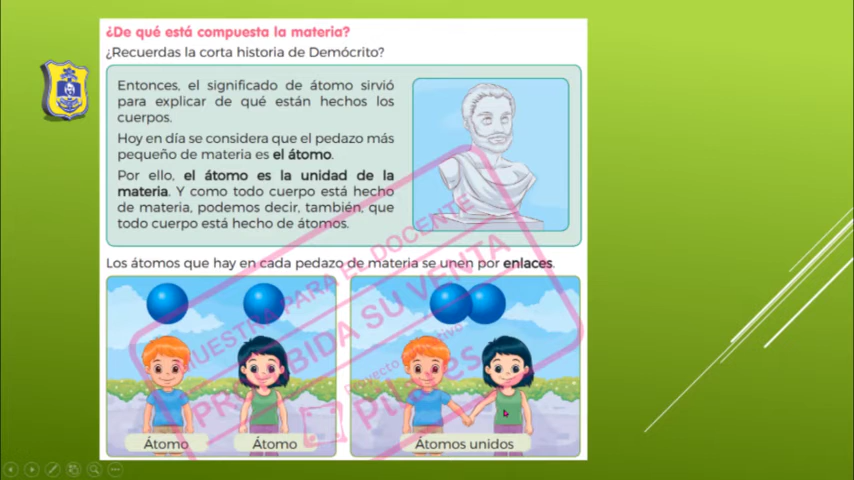 ¿De qué está compuesta la materia?
¿Recuerdas la corta historia de Demócrito?
Entonces, el significado de átomo sirvió
para explicar de qué están hechos los
cuerpos.
Hoy en día se considera que el pedazo más
pequeño de materia es el átomo.
Por ello, el átomo es la unidad de la
materia. Y como todo cuerpo está hecho
de materia, podemos decir, también, que
todo cuerpo está hecho de átomos.
Los átomos que hay en cada pedazo de materia se unen por enlaces.
MUESTRA PARA EL DOCENTE
PROHIBIDA SU VENTA
Átomo
Átomo
Átomos unidos